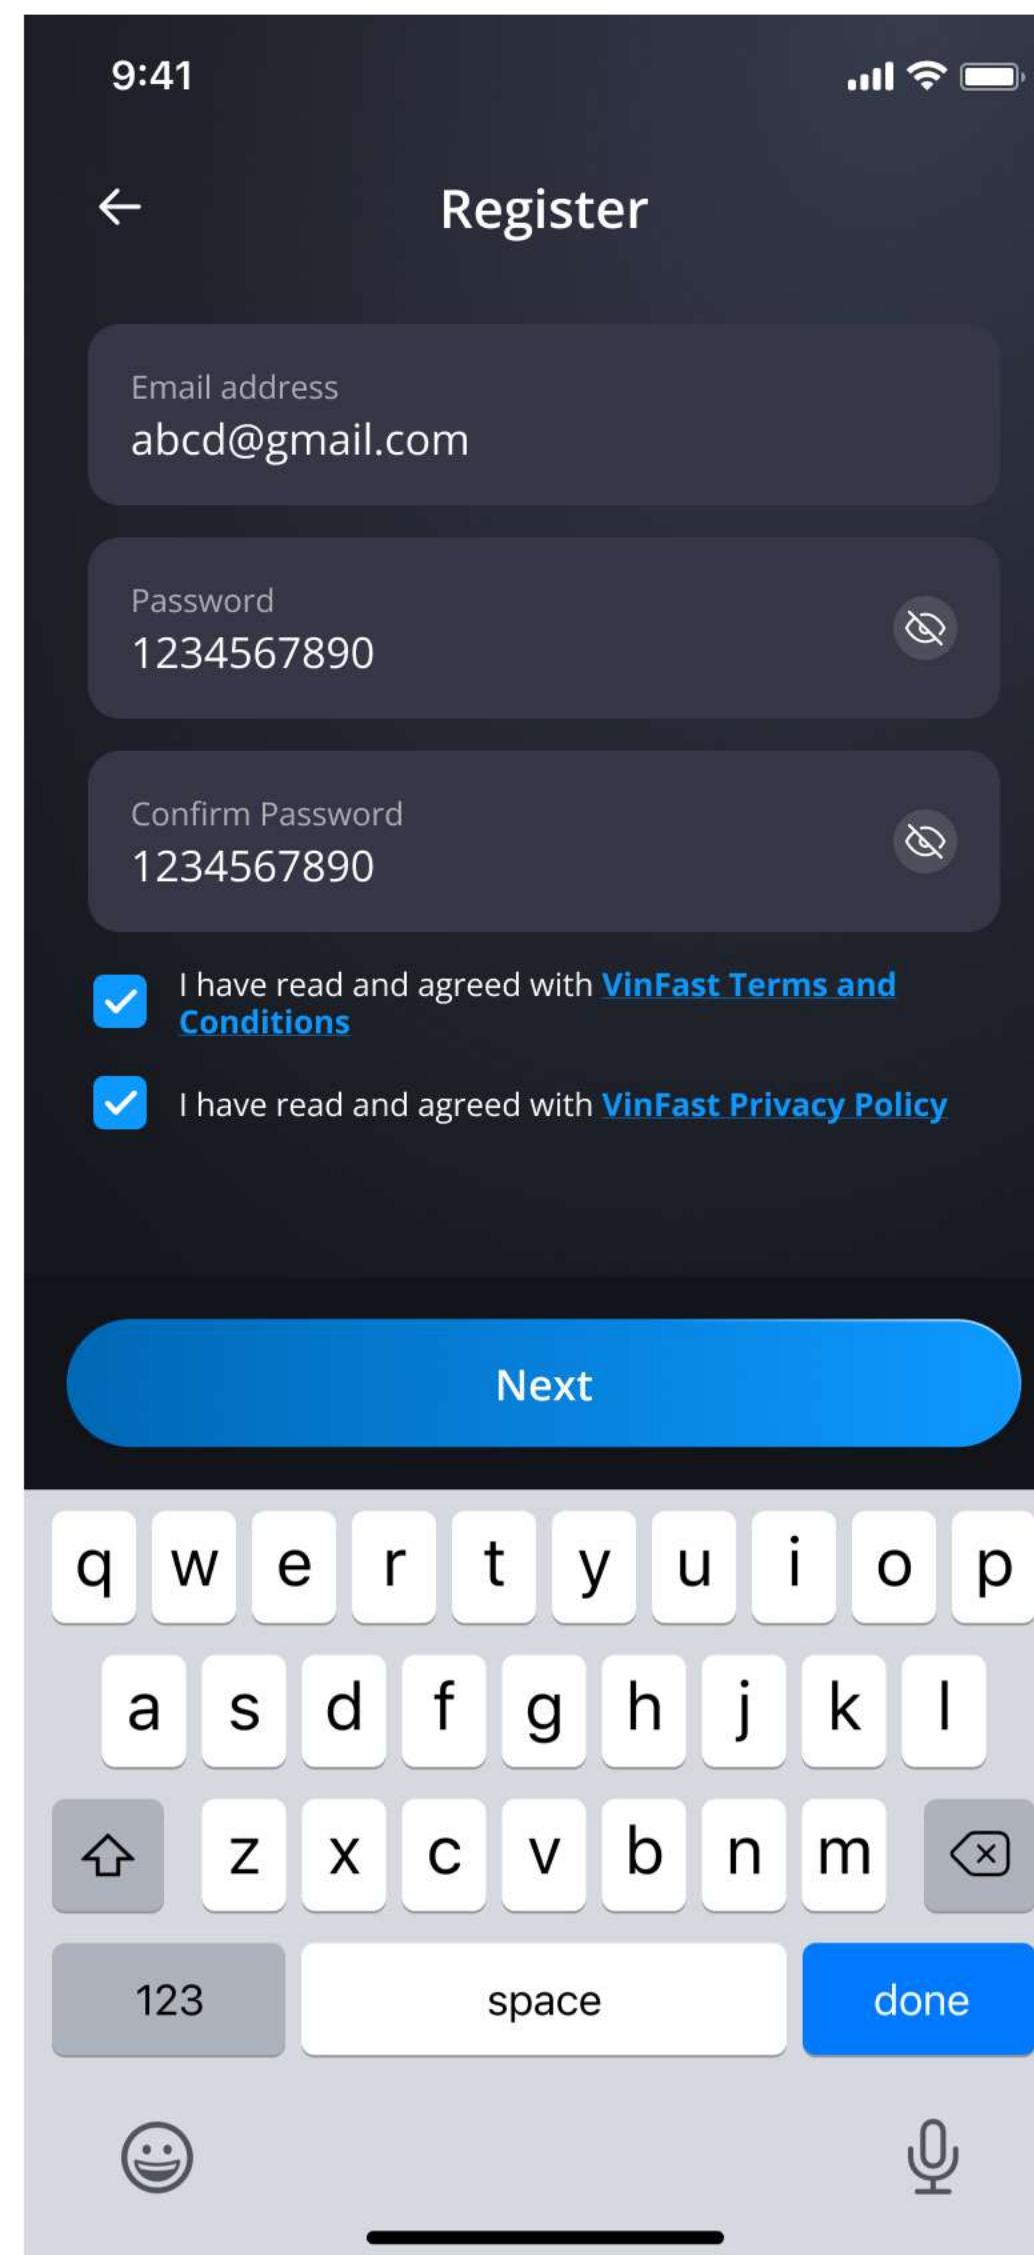 9:41
Register
Email address
abcd@gmail.com
Password
1234567890
Confirm Password
1234567890
I have read and agreed with VinFast Terms and
Conditions
I have read and agreed with VinFast Privacy Policy
Next
q w e r t y u i o p
a s d f g h j k l
z x c v b n m
123 space done